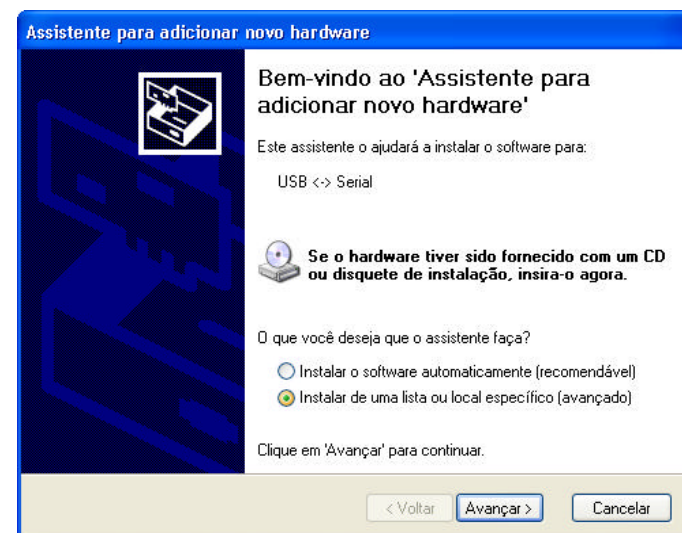 Assistente para adicionar novo hardware
Bem-vindo ao 'Assistente para
adicionar novo hardware'
Este assistente o ajudará a instalar o software para:
USB <-> Serial
Se o hardware tiver sido fornecido com um CD
ou disquete de instalação, insira-o agora.
O que você deseja que o assistente faça?
Instalar o software automaticamente (recomendável)
Instalar de uma lista ou local específico (avançado)
Clique em 'Avançar' para continuar.
< Voltar Avançar > Cancelar